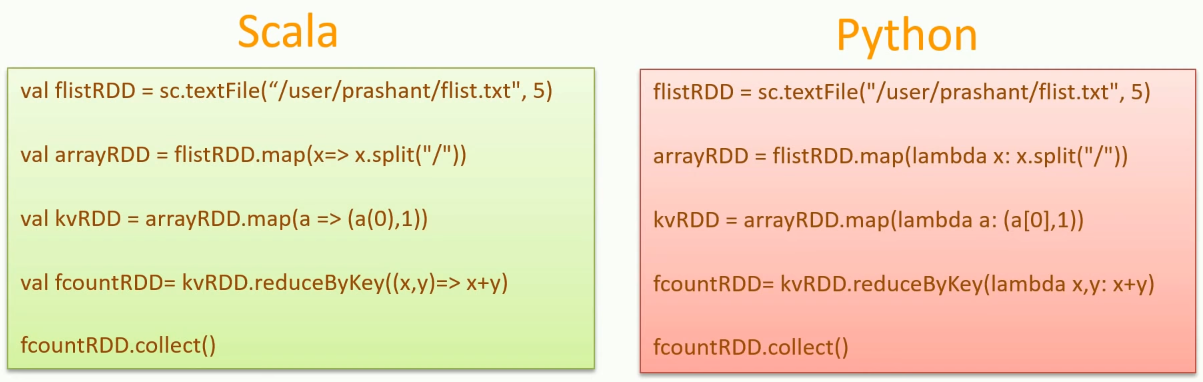 Scala
val flistRDD = sc.textFile(“/user/prashant/flist.txt", 5)
val arrayRDD = flistRDD.map(x=> x.split("/"))
val kvRDD = arrayRDD.map(a => (a(0),1))
val fcountRDD= kvRDD.reduceByKey((x,y)=> x+y)
fcountRDD.collect()
Python
flistRDD = sc.textFile("/user/prashant/flist.txt", 5)
arrayRDD = flistRDD.map(lambda x: x.split("/"))
kvRDD = arrayRDD.map(lambda a: (a[0],1))
fcountRDD= kvRDD.reduceByKey(lambda x,y: x+y)
fcountRDD.collect()